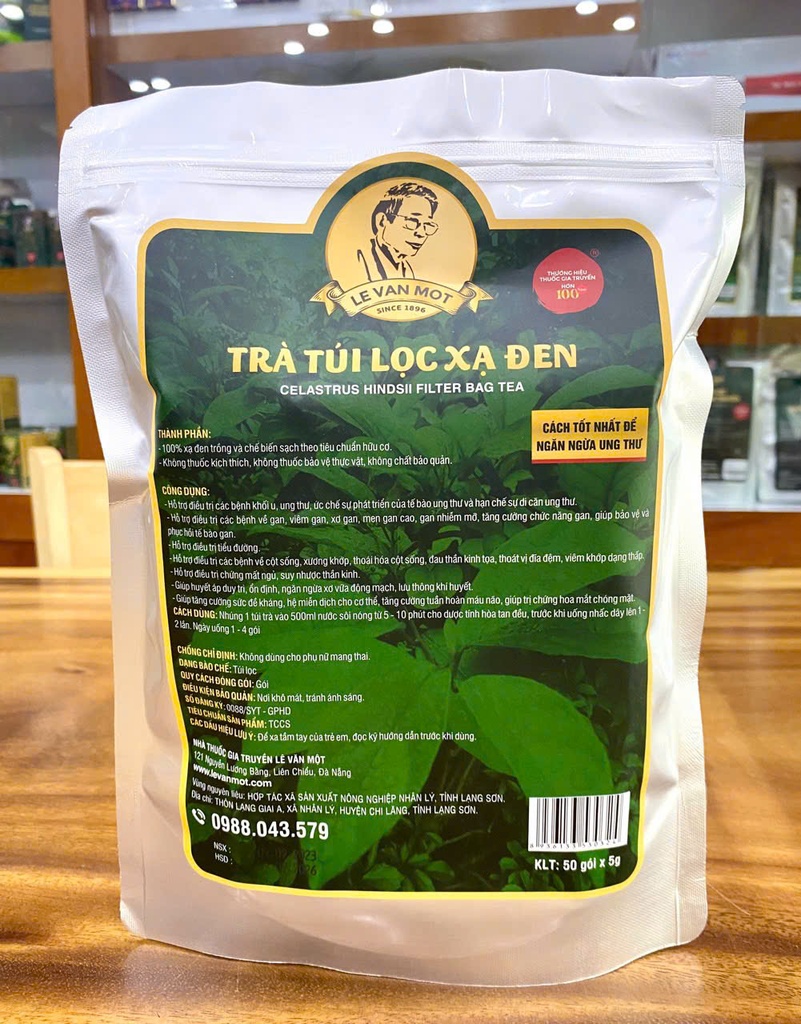 LE VAN MOT
SINCE 1896
THƯƠNG HIỆU
THUỐC GIA TRUYỀN
HƠN
100
TRÀ TÚI LỌC XẠ ĐEN
CELASTRUS HINDSII FILTER BAG TEA
CÁCH TỐT NHẤT ĐỂ
NGĂN NGỪA UNG THƯ
THÀNH PHẦN:
-100% xạ đen trồng và chế biến sạch theo tiêu chuẩn hữu cơ.
-Không thuốc kích thích, không thuốc bảo vệ thực vật, không chất bảo quản.
CÔNG DỤNG:
- Hỗ trợ điều trị các bệnh khối u, ung thư, ức chế sự phát triển của tế bào ung thư và hạn chế sự di căn ung thư.
- Hỗ trợ điều trị các bệnh về gan, viêm gan, xơ gan, men gan cao, gan nhiễm mỡ, tăng cường chức năng gan, giúp bảo vệ và
phục hồi tế bào gan.
- Hỗ trợ điều trị tiểu đường.
- Hỗ trợ điều trị các bệnh về cột sống, xương khớp, thoái hóa cột sống, đau thần kinh tọa, thoát vị đĩa đệm, viêm khớp dạng thấp.
- Hỗ trợ điều trị chứng mất ngủ, suy nhược thần kinh.
- Giúp huyết áp duy trì, ổn định, ngăn ngừa xơ vữa động mạch, lưu thông khí huyết.
- Giúp tăng cường sức đề kháng, hệ miễn dịch cho cơ thể, tăng cường tuần hoàn máu não, giúp trị chứng hoa mắt chóng mặt.
CÁCH DÙNG: Nhúng 1 túi trà vào 500ml nước sôi nóng từ 5 - 10 phút cho dược tính hòa tan đều, trước khi uống nhấc dây lên 1 -
2 lần. Ngày uống 1 - 4 gói
CHỐNG CHỈ ĐỊNH: Không dùng cho phụ nữ mang thai.
DẠNG BÀO CHẾ: Túi lọc
QUY CÁCH ĐÓNG GÓI: Gói
ĐIỀU KIỆN BẢO QUẢN: Nơi khô mát, tránh ánh sáng.
SỐ ĐĂNG KÝ: 0088/SYT - GPHD
TIÊU CHUẨN SẢN PHẨM: TCCS
CÁC DẤU HIỆU LƯU Ý: Để xa tầm tay của trẻ em, đọc kỹ hướng dẫn trước khi dùng.
NHÀ THUỐC GIA TRUYỀN LÊ VĂN MỘT
121 Nguyễn Lương Bằng, Liên Chiểu, Đà Nẵng
www.levanmot.com
Vùng nguyên liệu: HỢP TÁC XÃ SẢN XUẤT NÔNG NGHIỆP NHÂN LÝ, TỈNH LẠNG SƠN.
Địa chỉ: THÔN LẠNG GIAI A, XÃ NHÂN LÝ, HUYỆN CHI LĂNG, TỈNH LẠNG SƠN.
0988.043.579
NSX :
HSD :
KLT: 50 gói x 5g